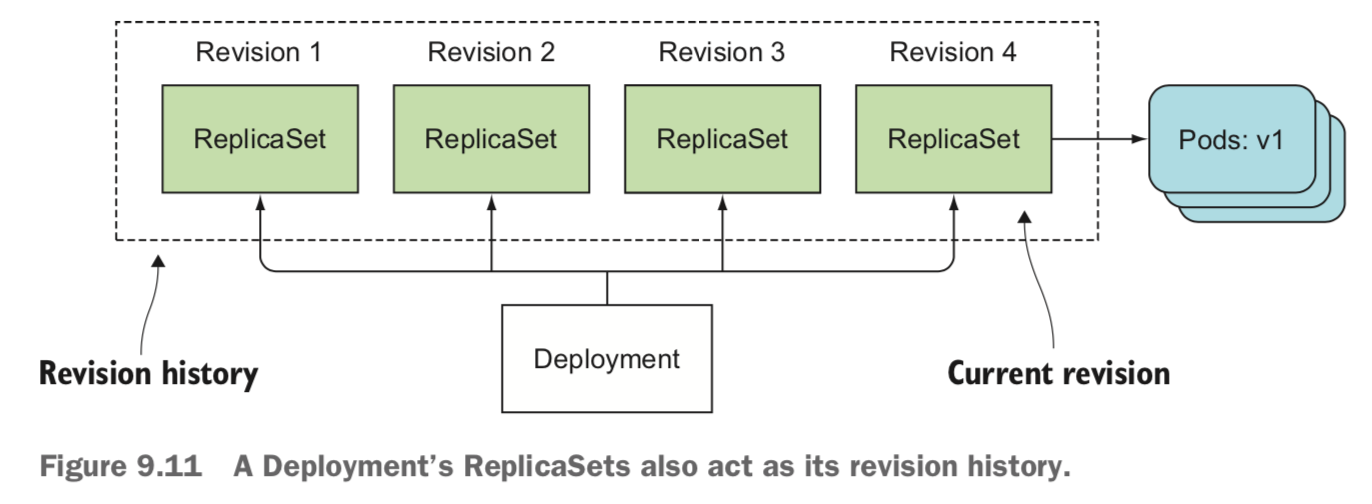 Revision 1
Revision 2
Revision 3
Revision 4
ReplicaSet
ReplicaSet
ReplicaSet
ReplicaSet
Pods: v1
Deployment
Revision history
Current revision
Figure 9.11 A Deployment's ReplicaSets also act as its revision history.